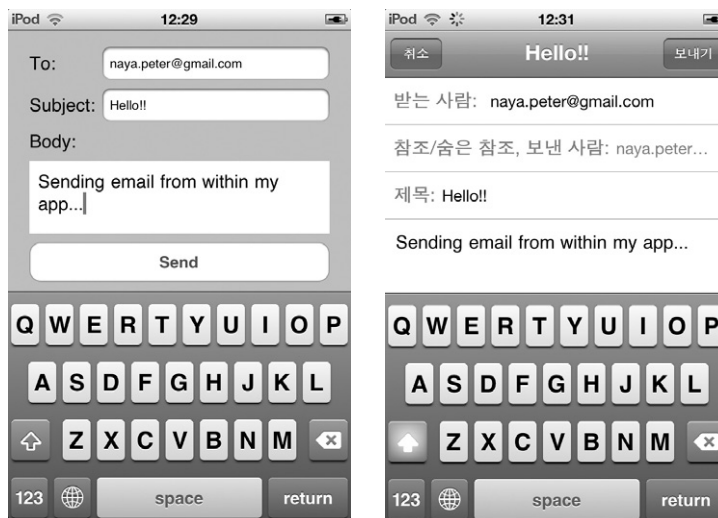 iPod 12:29
To: naya.peter@gmail.com
Subject: Hello!!
Body:
Sending email from within my
app...
Send
Q W E R T Y U I O P
A S D F G H J K L
Z X C V B N M
123 space return
iPod 12:31
취소 Hello!! 보내기
받는 사람: naya.peter@gmail.com
참조/숨은 참조, 보낸 사람: naya.peter...
제목: Hello!!
Sending email from within my app...
Q W E R T Y U I O P
A S D F G H J K L
Z X C V B N M
123 space return